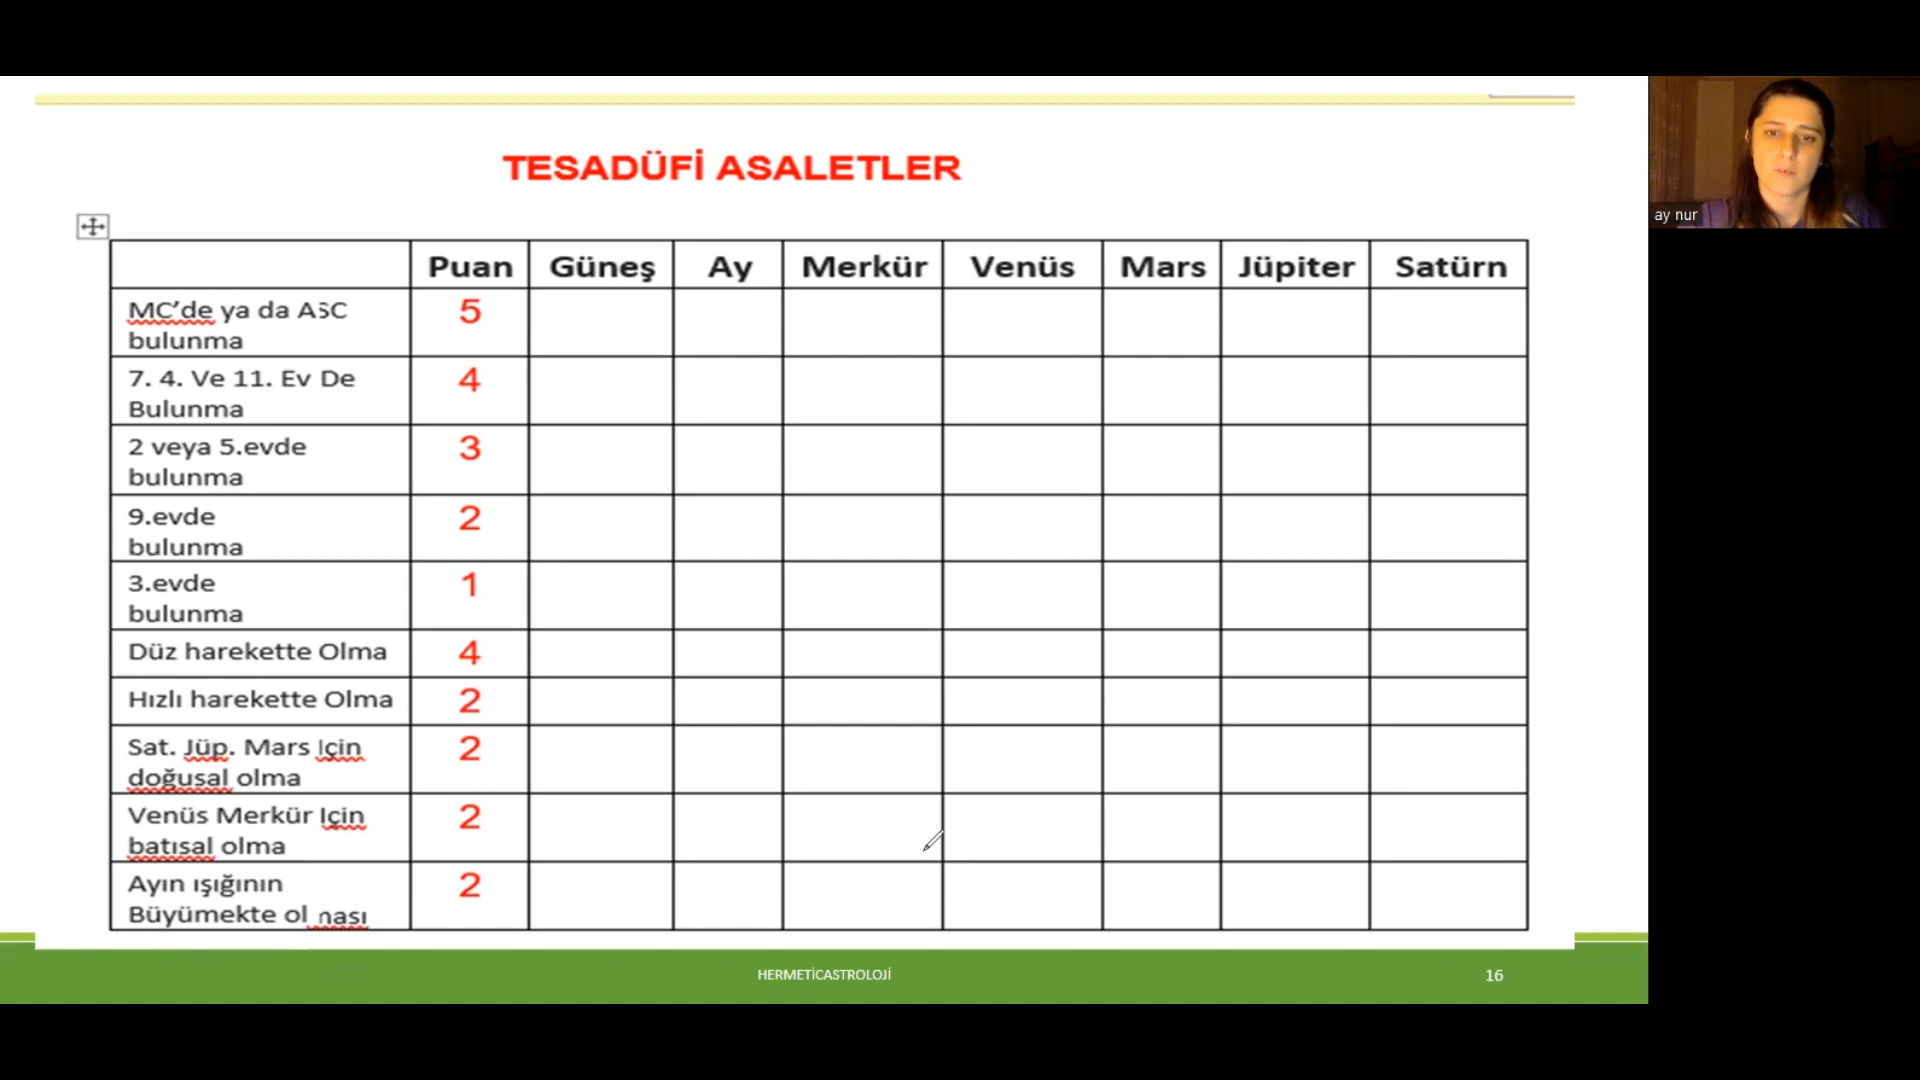 TESADÜFİ ASALETLER
Puan Güneş Ay Merkür Venüs Mars Jüpiter Satürn
MC’de ya da ASC
bulunma
5
7. 4. Ve 11. Ev De
Bulunma
4
2 veya 5.evde
bulunma
3
9.evde
bulunma
2
3.evde
bulunma
1
Düz harekette Olma 4
Hızlı harekette Olma 2
Sat. Jüp. Mars Için
doğusal olma
2
Venüs Merkür Için
batısal olma
2
Ayın ışığının
Büyümekte ol ması
2
HERMETİCASTROLOJİ
16
ay nur